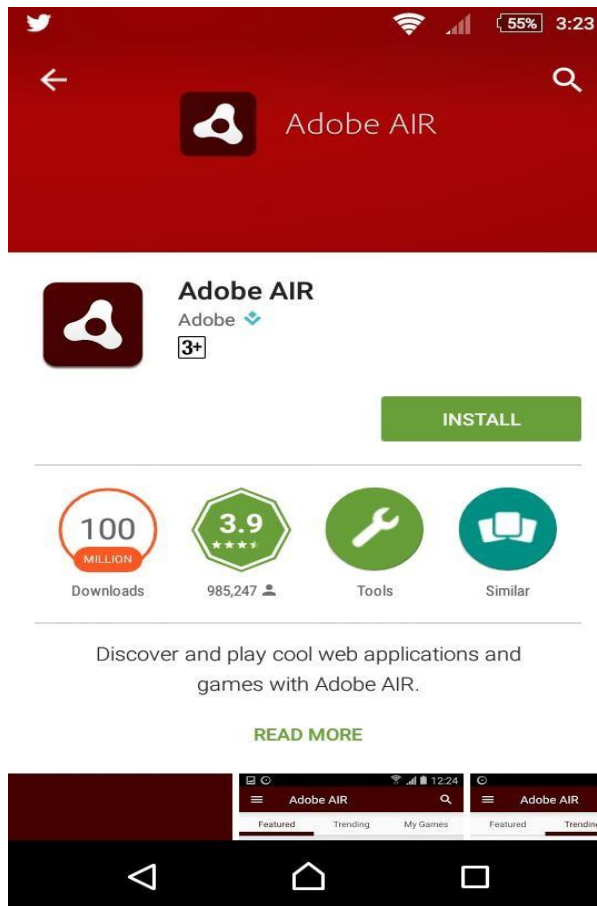 55% 3:23
Adobe AIR
Adobe AIR
Adobe
3+
INSTALL
100
MILLION
Downloads
3.9
985,247
Tools
Similar
Discover and play cool web applications and
games with Adobe AIR.
READ MORE
12:24
Adobe AIR
Adobe AIR
Featured Trending My Games
Featured Trending